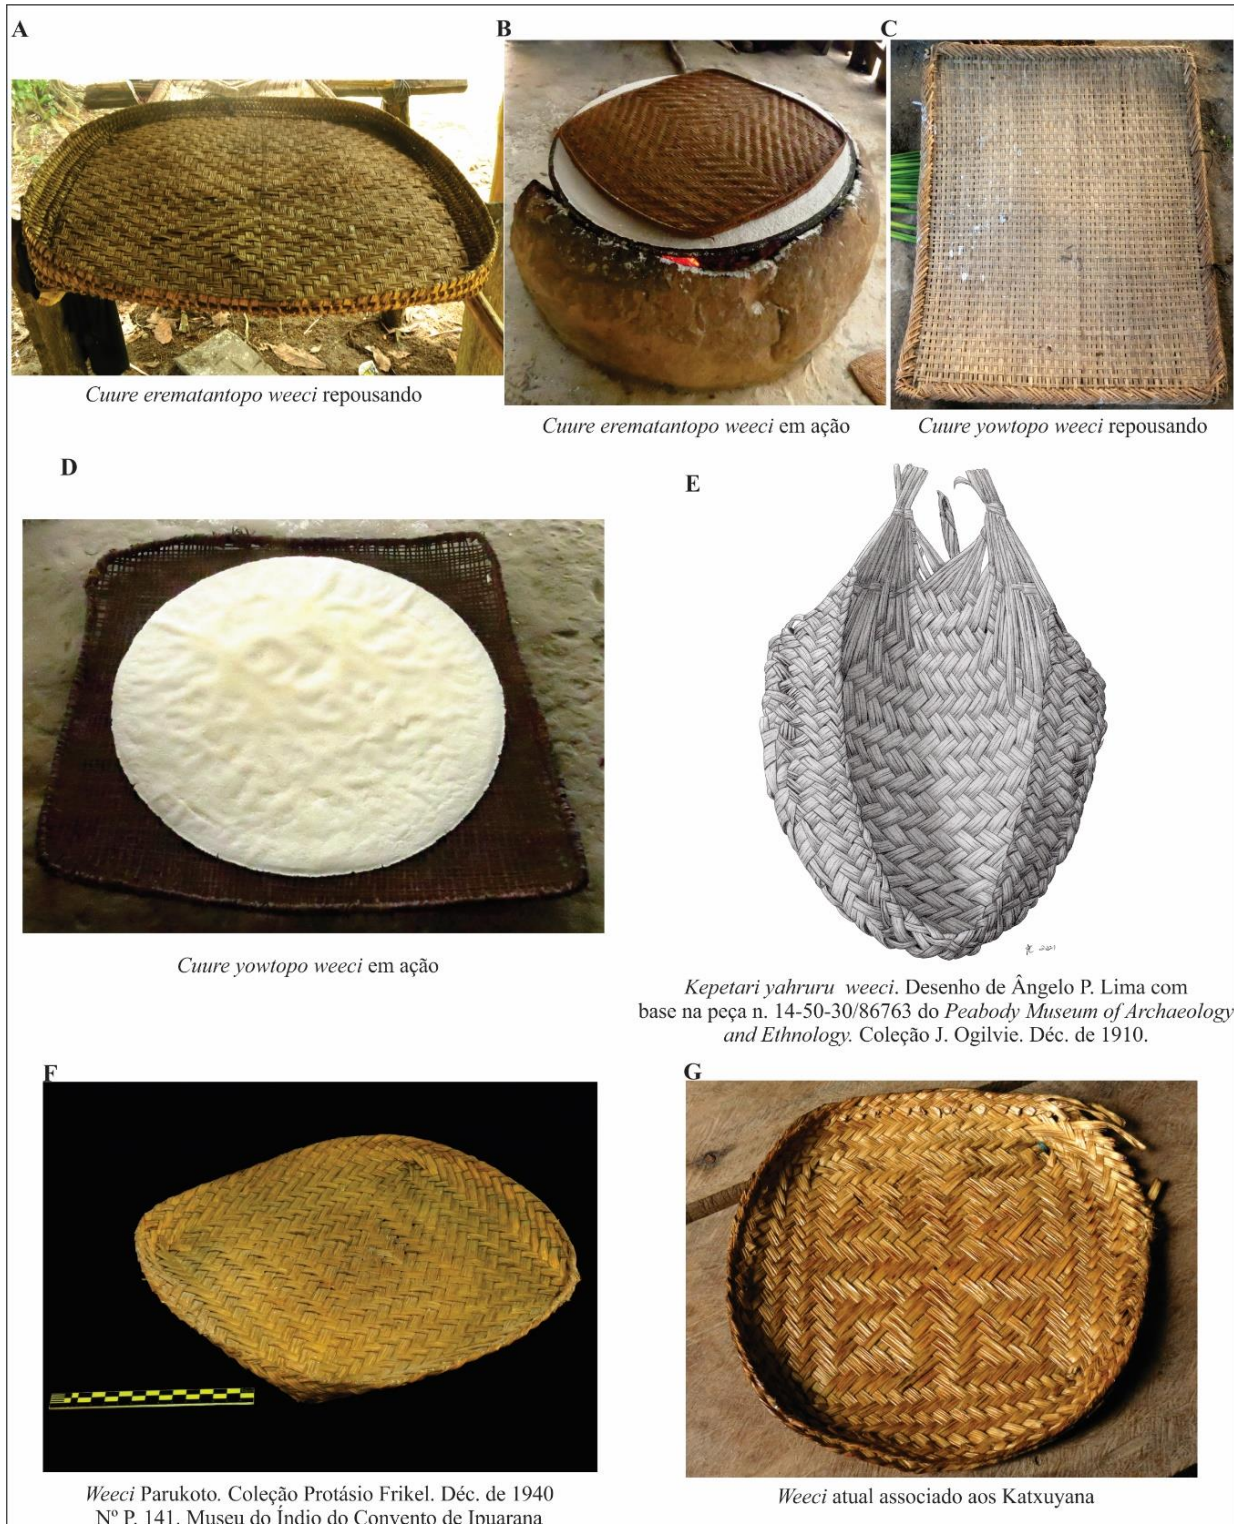 A
B
C
Cuure erematantopo weeci repousando
Cuure erematantopo weeci em ação
Cuure yowtopo weeci repousando
D
E
Cuure yowtopo weeci em ação
Kepetari yahruru weeci. Desenho de Ângelo P. Lima com
base na peça n. 14-50-30/86763 do Peabody Museum of Archaeology
and Ethnology. Coleção J. Ogilvie. Déc. de 1910.
F
G
Weeci Parukoto. Coleção Protásio Frikel. Déc. de 1940
Nº P. 141. Museu do Índio do Convento de Ipuarana
Weeci atual associado aos Katxuyana